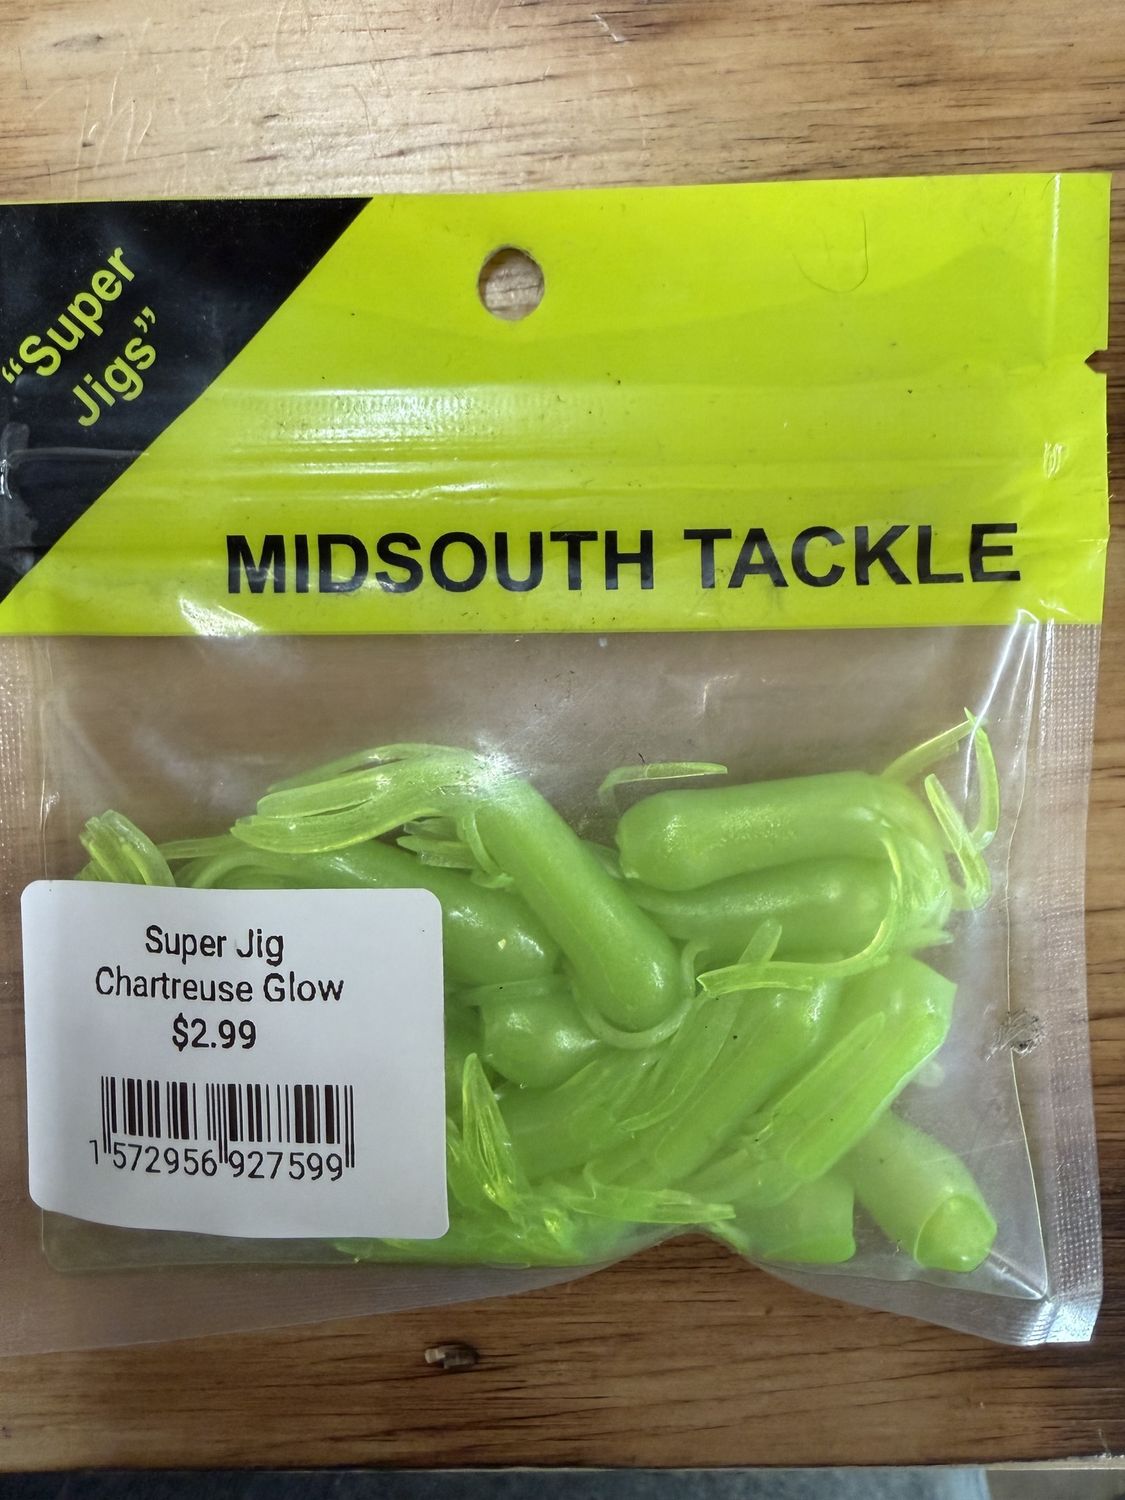 “Super
Jigs”
MIDSOUTH TACKLE
Super Jig
Chartreuse Glow
$2.99
1 572956 927599